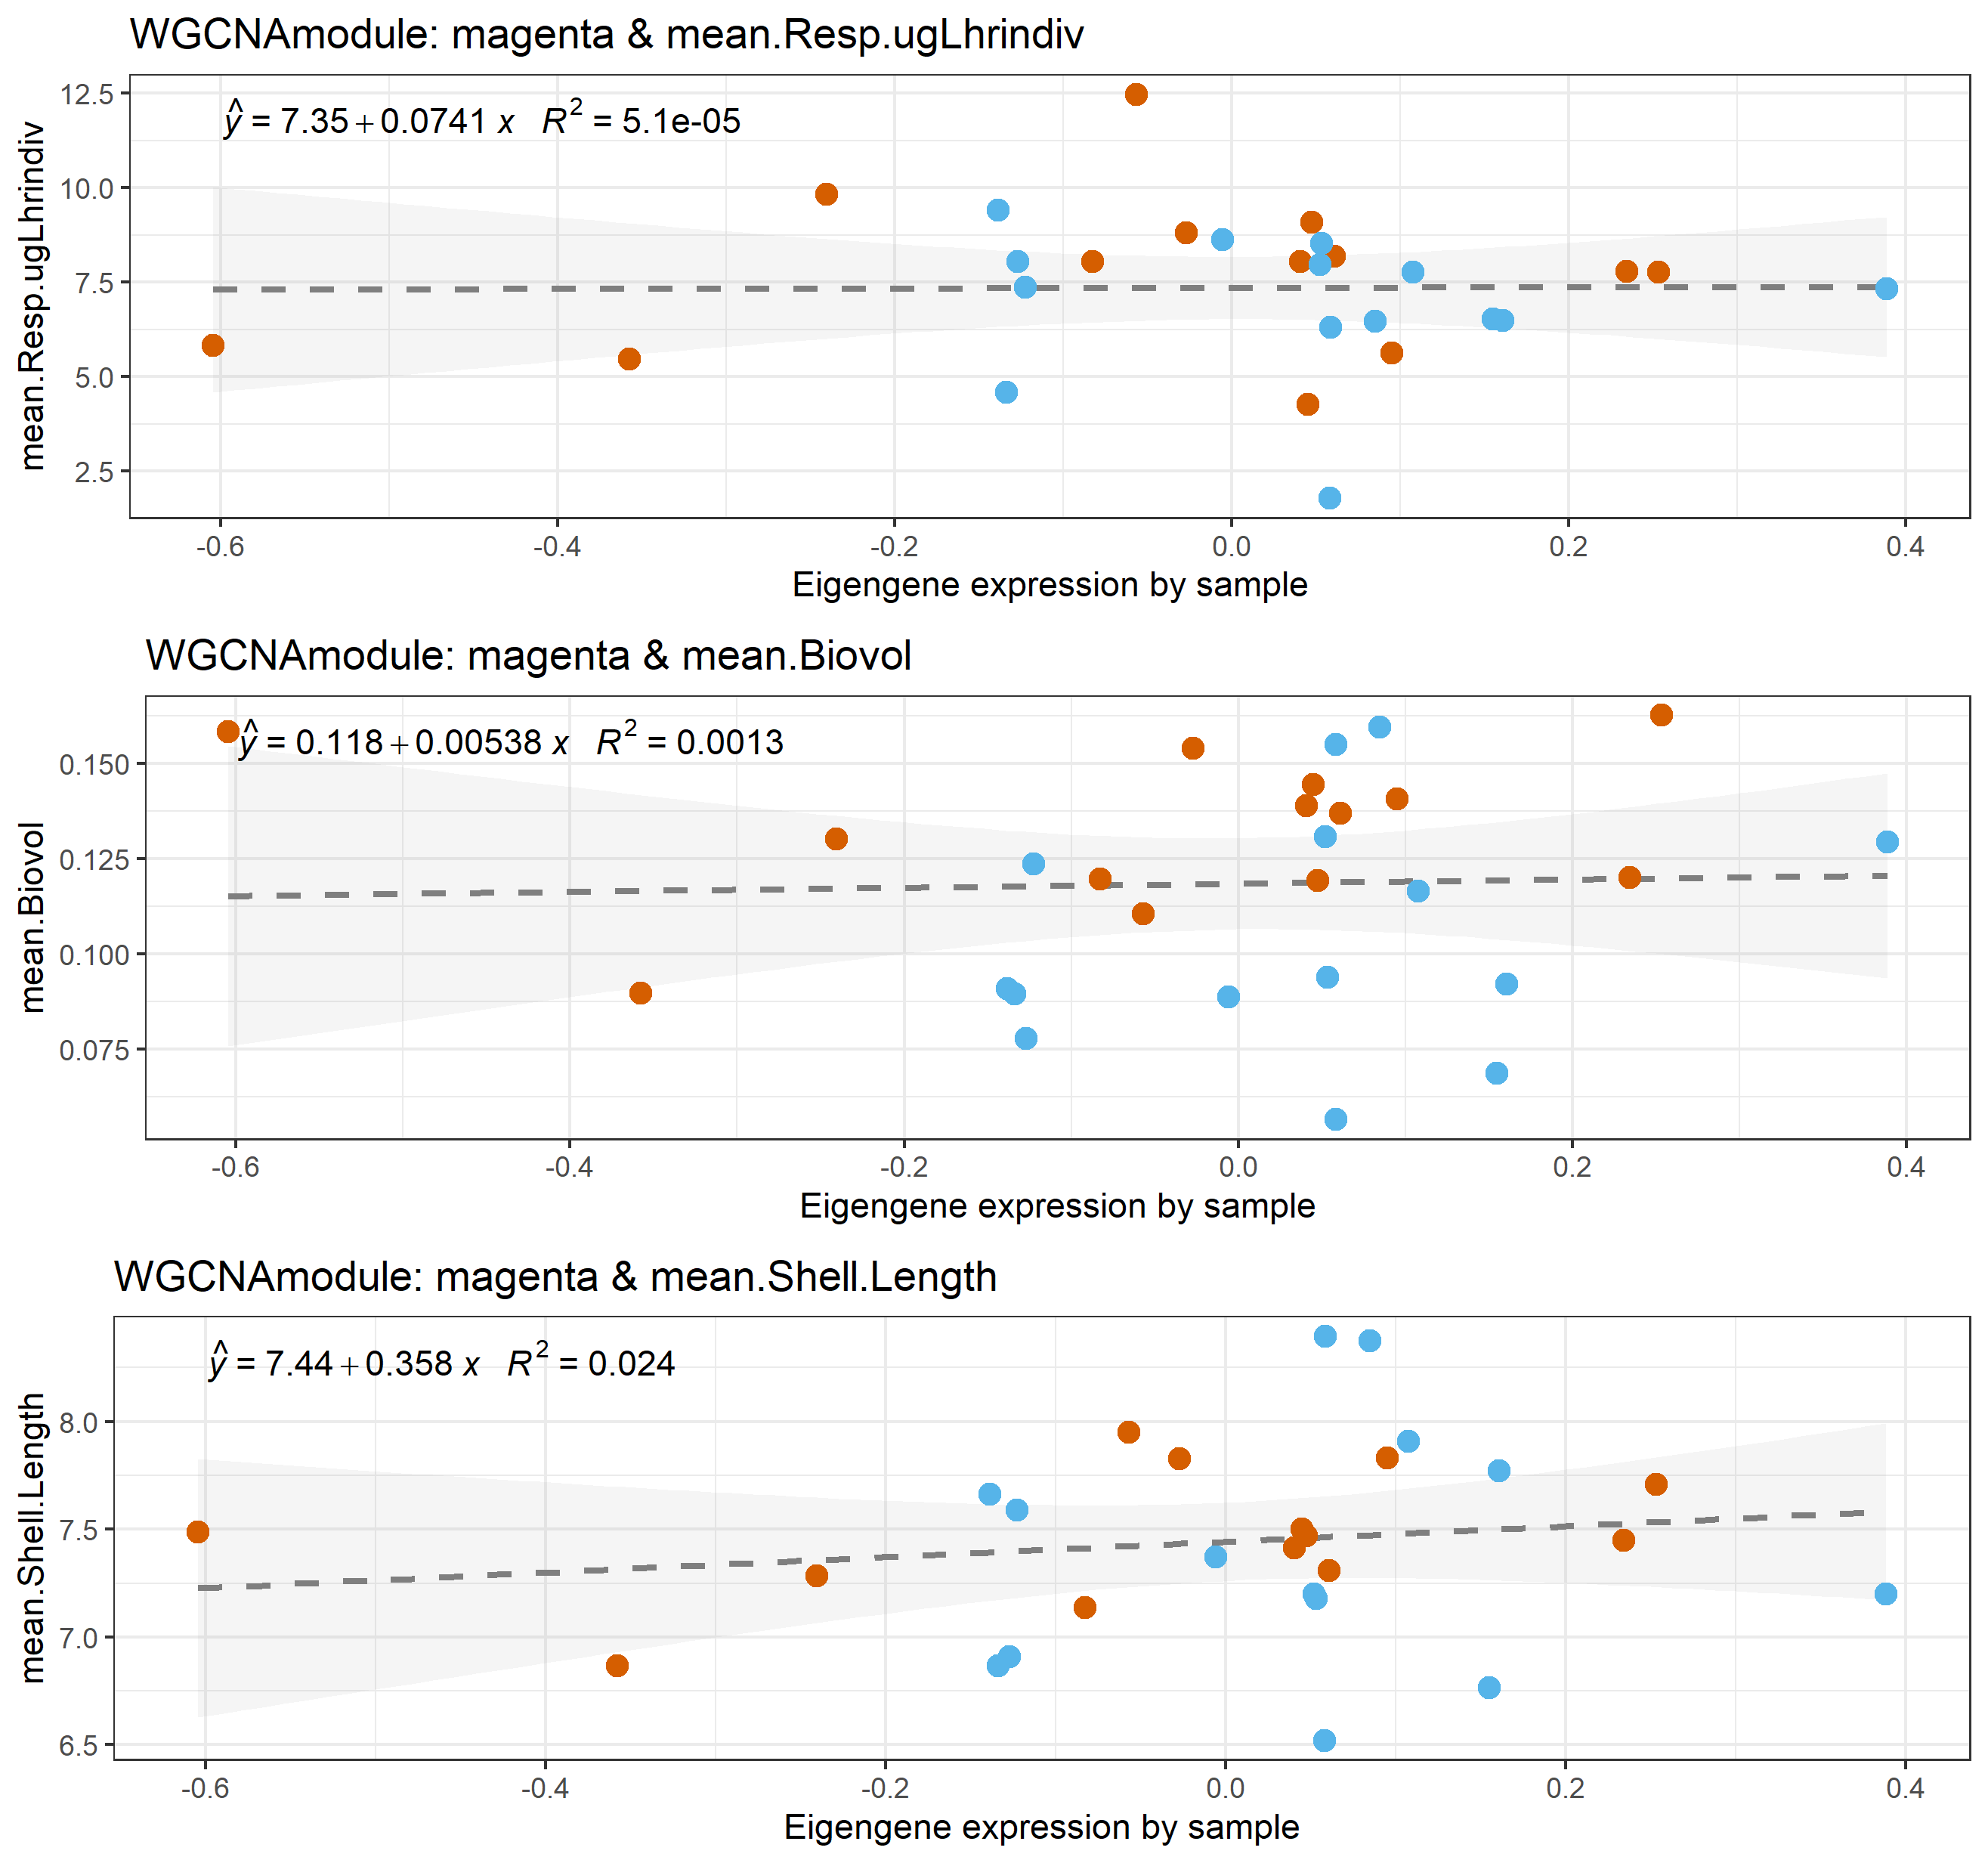 WGCNAmodule: magenta & mean.Resp.ugLhrindiv
ŷ = 7.35 + 0.0741 x R² = 5.1e-05
mean.Resp.ugLhrindiv
12.5
10.0
7.5
5.0
2.5
-0.6 -0.4 -0.2 0.0 0.2 0.4
Eigengene expression by sample
WGCNAmodule: magenta & mean.Biovol
ŷ = 0.118 + 0.00538 x R² = 0.0013
mean.Biovol
0.150
0.125
0.100
0.075
-0.6 -0.4 -0.2 0.0 0.2 0.4
Eigengene expression by sample
WGCNAmodule: magenta & mean.Shell.Length
ŷ = 7.44 + 0.358 x R² = 0.024
mean.Shell.Length
8.0
7.5
7.0
6.5
-0.6 -0.4 -0.2 0.0 0.2 0.4
Eigengene expression by sample